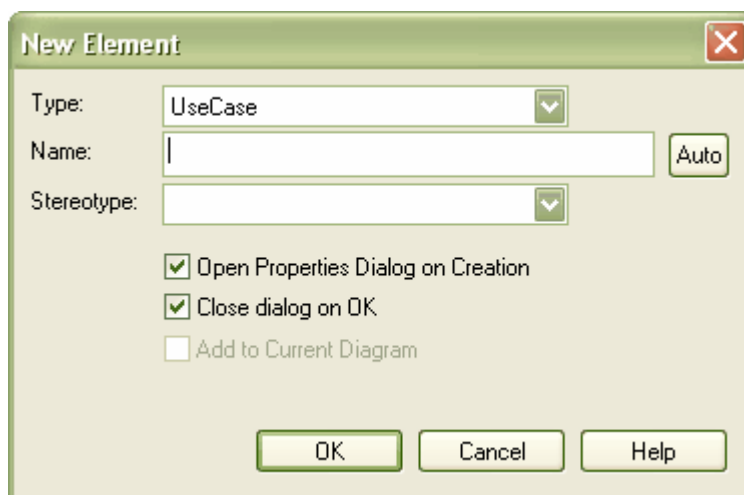 New Element
Type: UseCase
Name: Auto
Stereotype:
Open Properties Dialog on Creation
Close dialog on OK
Add to Current Diagram
OK Cancel Help